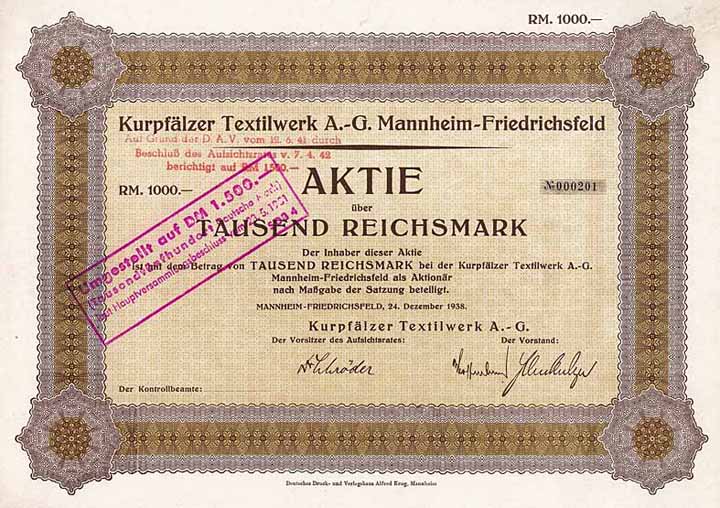 RM. 1000.—
Kurpfälzer Textilwerk A.-G. Mannheim-Friedrichsfeld
Auf Grund der D. A. V. vom 12. 6. 41 durch
Beschluß des Aufsichtsrates v. 7. 4. 42
berichtigt auf RM 1500.—
RM. 1000.—
AKTIE
№000201
über
TAUSEND REICHSMARK
Umgestellt auf DM 1.500.—
Der Inhaber dieser Aktie
ist mit dem Betrag von TAUSEND REICHSMARK bei der Kurpfälzer Textilwerk A.-G.
Mannheim-Friedrichsfeld als Aktionär
nach Maßgabe der Satzung beteiligt.
MANNHEIM-FRIEDRICHSFELD, 24. Dezember 1938.
Kurpfälzer Textilwerk A.-G.
Der Vorsitzer des Aufsichtsrates: Der Vorstand:
Dr Schröder
Der Kontrollbeamte:
Deutsches Druck- und Verlagshaus Alfred Krug, Mannheim